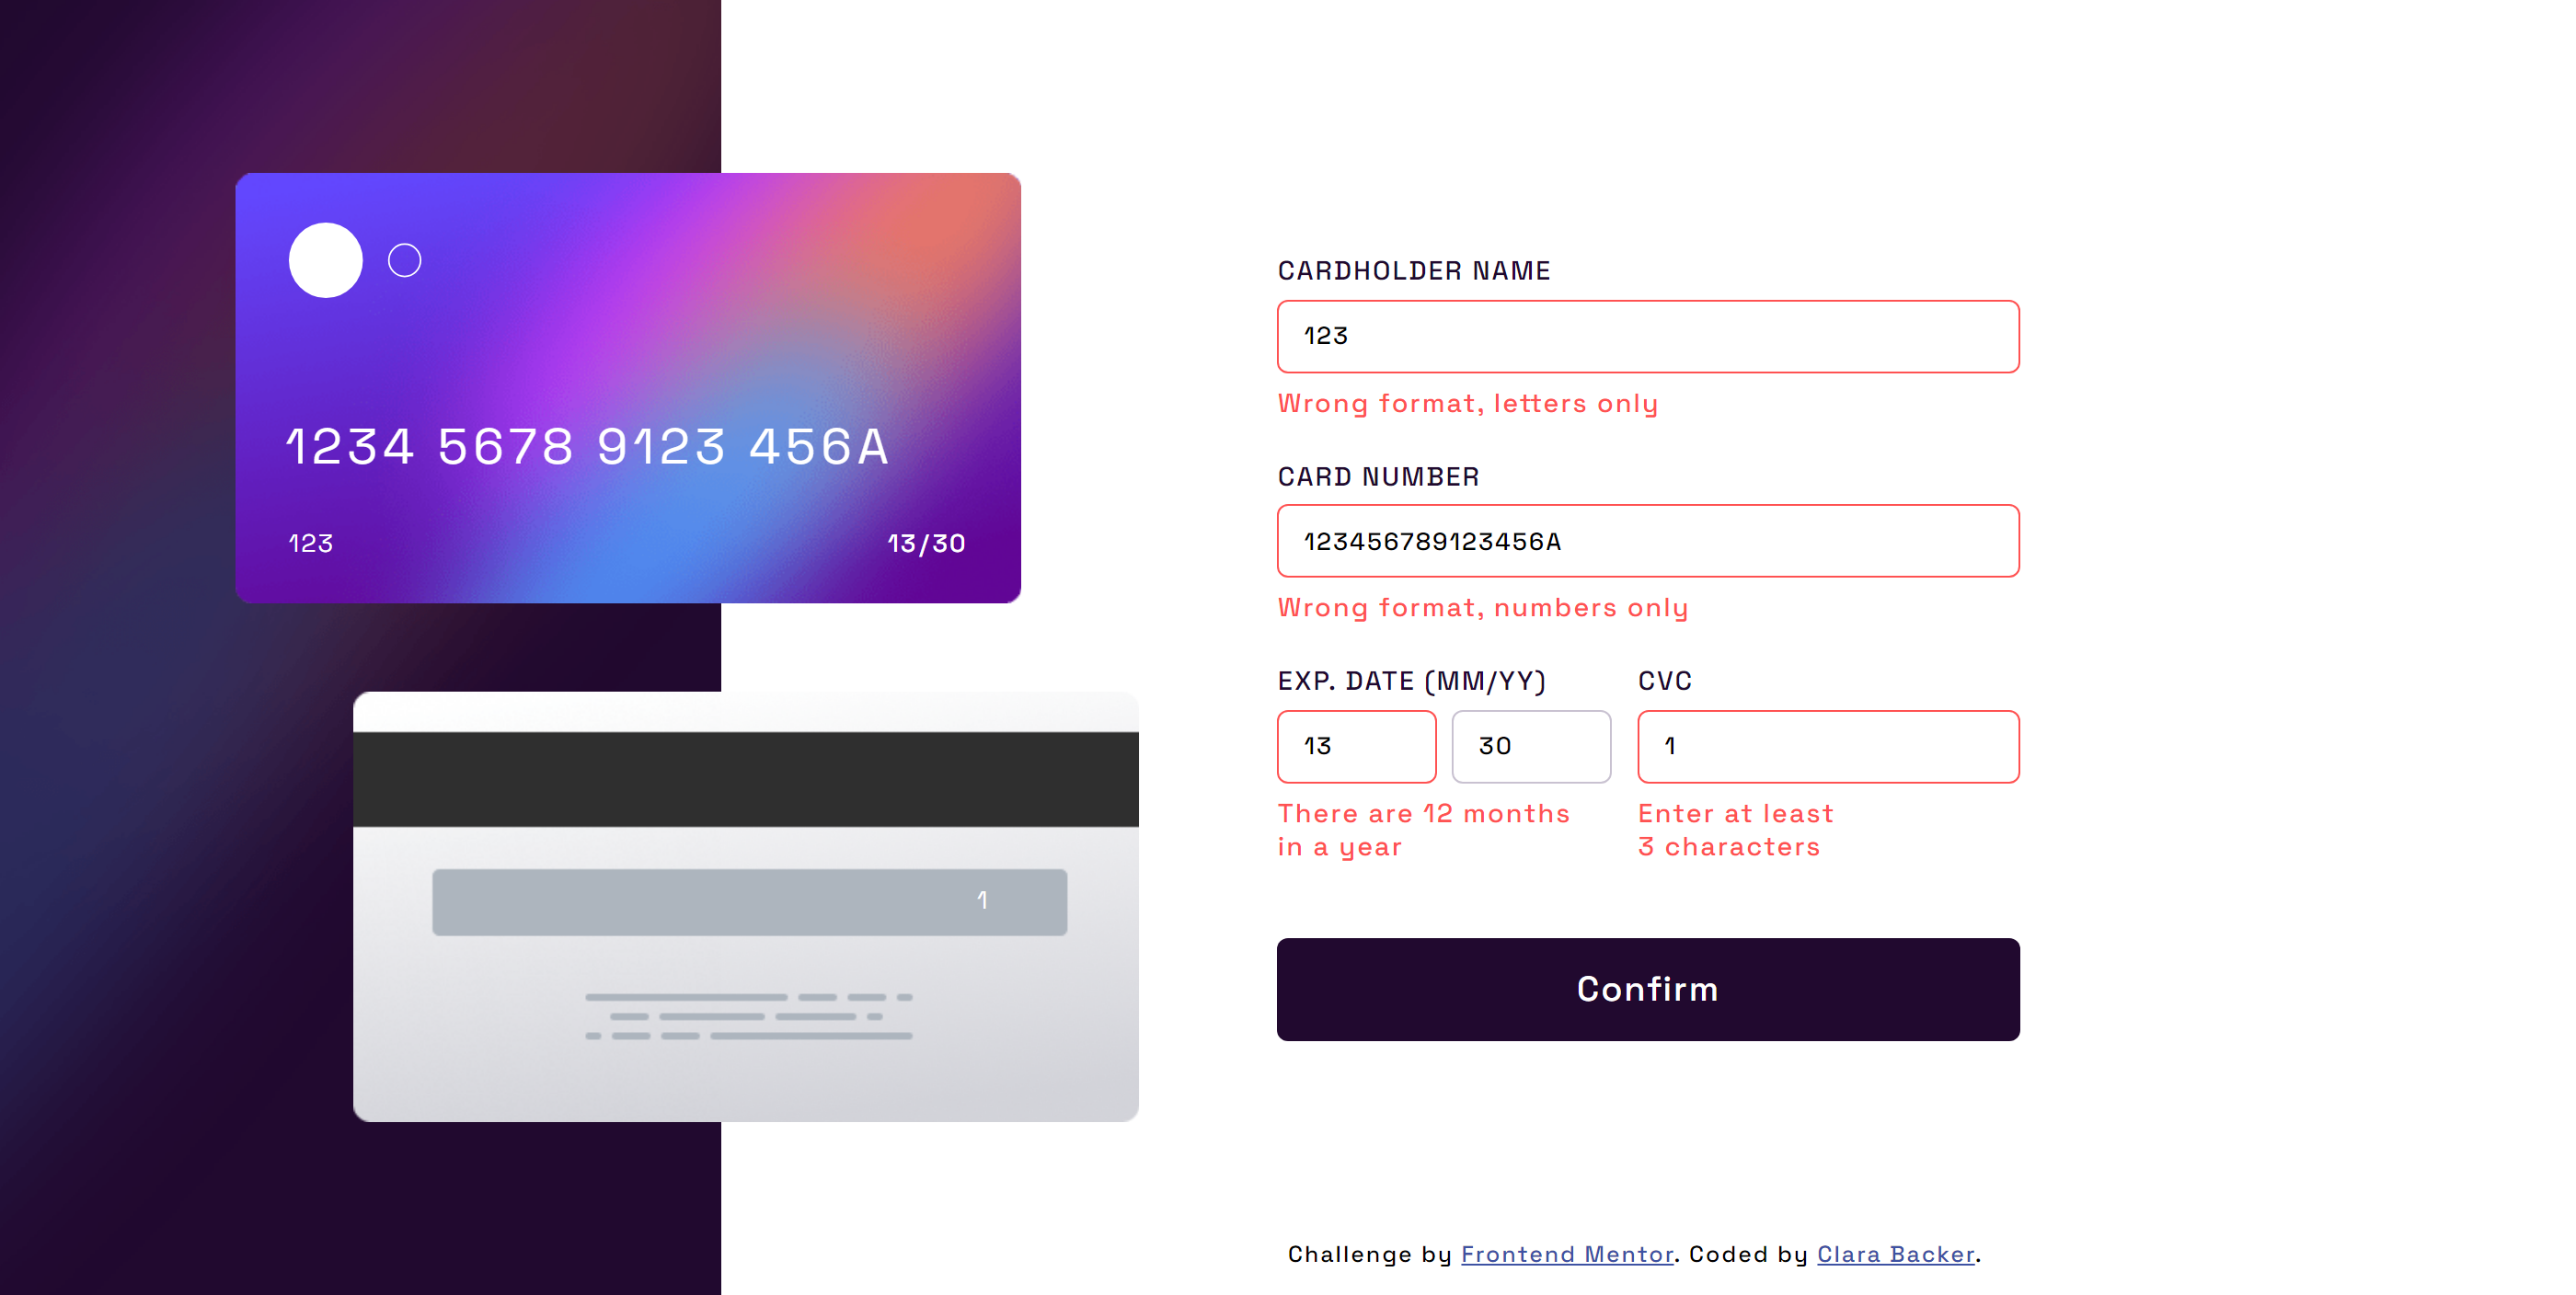 1234 5678 9123 456A
123
13/30
1
CARDHOLDER NAME
123
Wrong format, letters only
CARD NUMBER
123456789123456A
Wrong format, numbers only
EXP. DATE (MM/YY)
13
30
There are 12 months
in a year
CVC
1
Enter at least
3 characters
Confirm
Challenge by Frontend Mentor. Coded by Clara Backer.